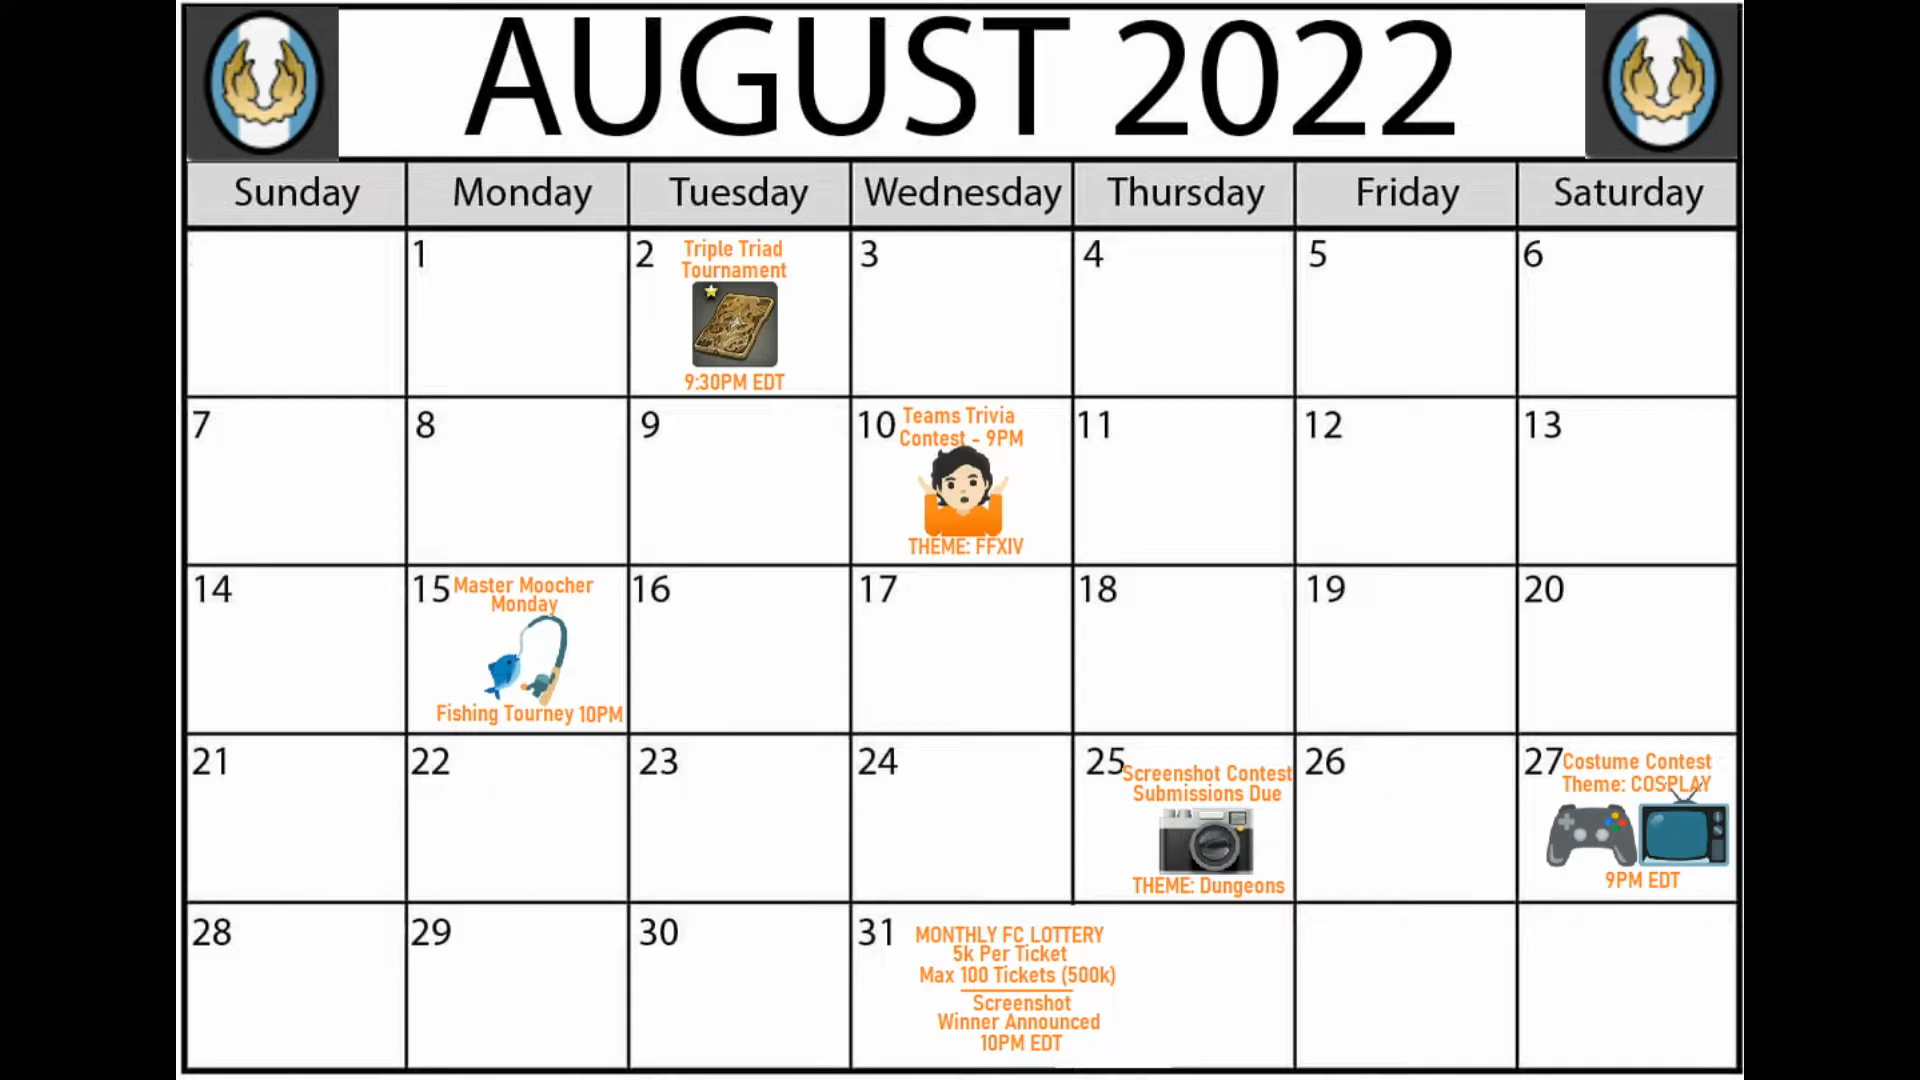 AUGUST 2022
Sunday Monday Tuesday Wednesday Thursday Friday Saturday
1
2
Triple Triad
Tournament
9:30PM EDT
3
4
5
6
7
8
9
10
Teams Trivia
Contest - 9PM
THEME: FFXIV
11
12
13
14
15
Master Moocher
Monday
Fishing Tourney 10PM
16
17
18
19
20
21
22
23
24
25
Screenshot Contest
Submissions Due
THEME: Dungeons
26
27
Costume Contest
Theme: COSPLAY
9PM EDT
28
29
30
31
MONTHLY FC LOTTERY
5k Per Ticket
Max 100 Tickets (500k)
Screenshot
Winner Announced
10PM EDT